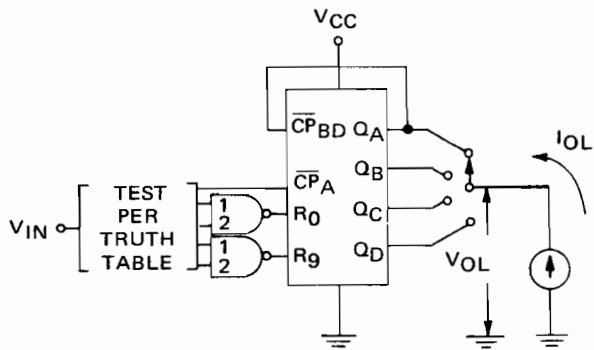 VCC
CPBD QA
IOL
QB
CPA
VIN TEST PER TRUTH TABLE
1
2
R0
QC
1
2
R9
QD
VOL